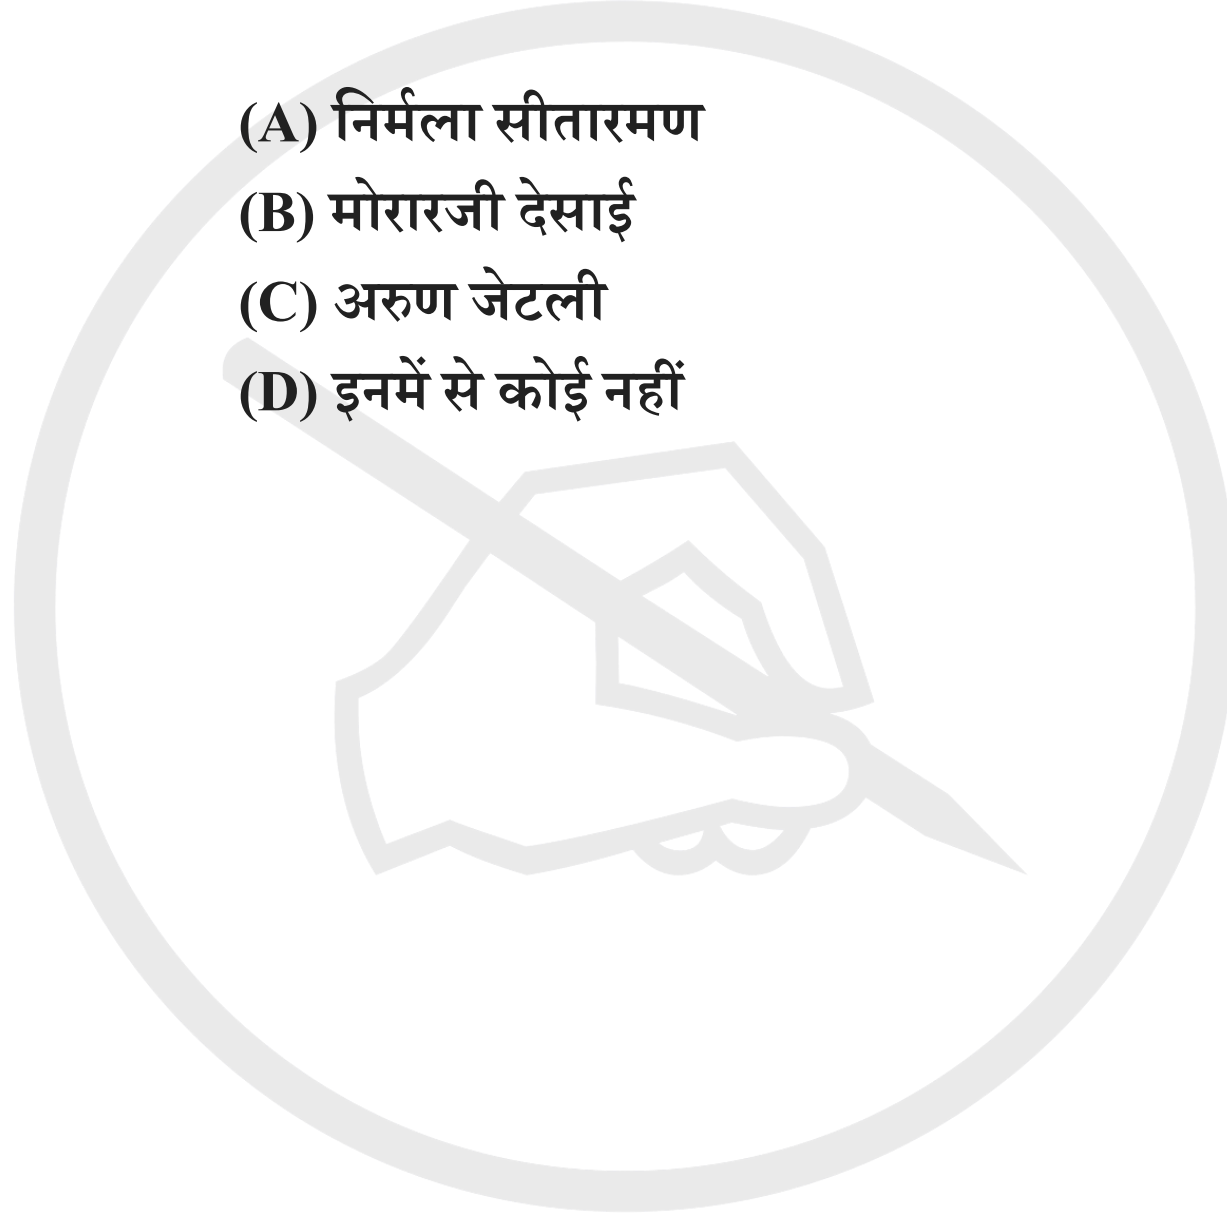 (A) निर्मला सीतारमण
(B) मोरारजी देसाई
(C) अरुण जेटली
(D) इनमें से कोई नहीं